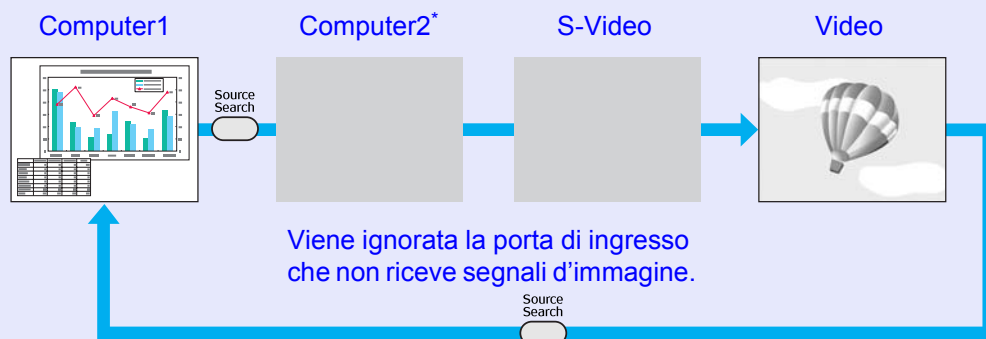 Computer1
Computer2*
S-Video
Video
Source
Search
Viene ignorata la porta di ingresso
che non riceve segnali d'immagine.
Source
Search